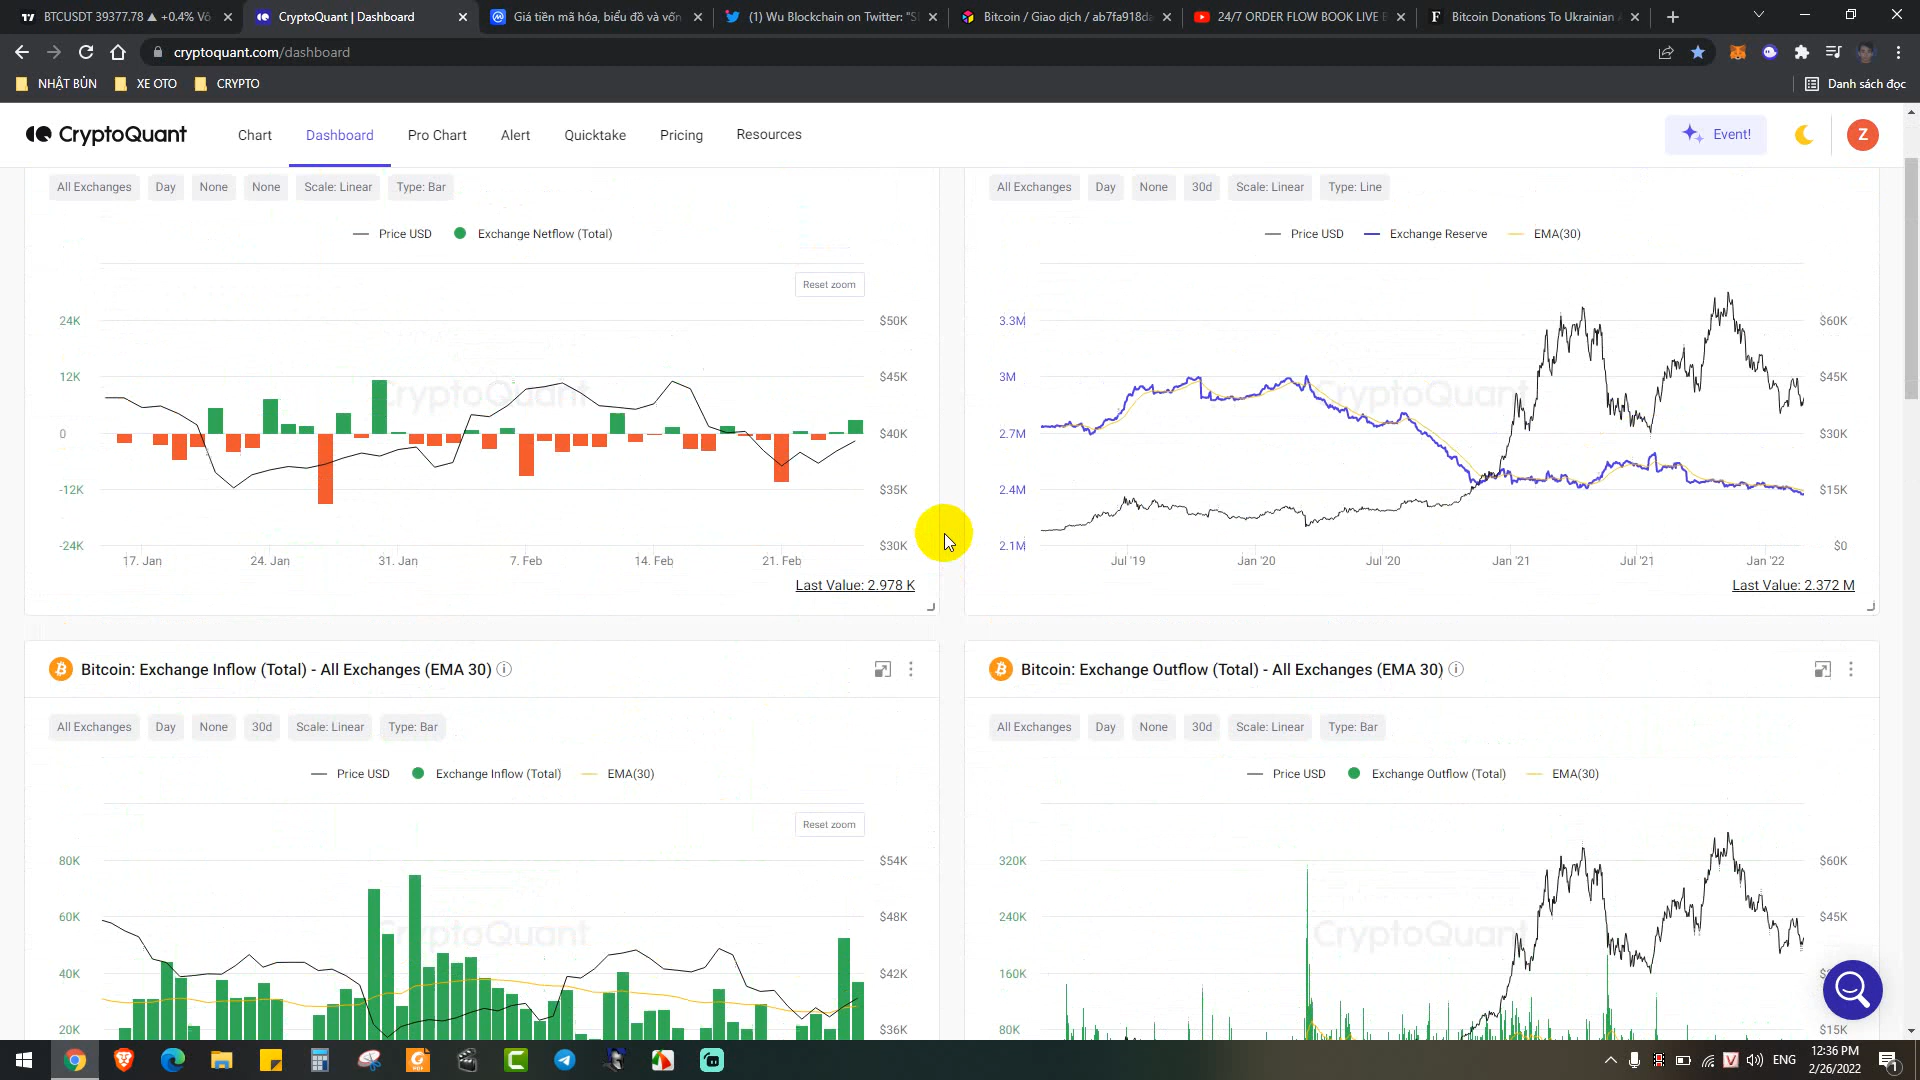 BTCUSDT 39377.78 ▲ +0.4% Vô
CryptoQuant | Dashboard
Giá tiền mã hóa, biểu đồ và vốn
(1) Wu Blockchain on Twitter: "S
Bitcoin / Giao dịch / ab7fa918d
24/7 ORDER FLOW BOOK LIVE
Bitcoin Donations To Ukrainian
cryptoquant.com/dashboard
NHẬT BỦN
XE OTO
CRYPTO
Danh sách đọc
CryptoQuant
Chart
Dashboard
Pro Chart
Alert
Quicktake
Pricing
Resources
Event!
Z
All Exchanges Day None None Scale: Linear Type: Bar
Price USD Exchange Netflow (Total)
Reset zoom
24K $50K
12K $45K
CryptoQuant
0 $40K
-12K $35K
-24K $30K
17. Jan 24. Jan 31. Jan 7. Feb 14. Feb 21. Feb
Last Value: 2.978 K
All Exchanges Day None 30d Scale: Linear Type: Line
Price USD Exchange Reserve EMA(30)
3.3M $60K
3M $45K
CryptoQuant
2.7M $30K
2.4M $15K
2.1M $0
Jul '19 Jan '20 Jul '20 Jan '21 Jul '21 Jan '22
Last Value: 2.372 M
Bitcoin: Exchange Inflow (Total) - All Exchanges (EMA 30)
All Exchanges Day None 30d Scale: Linear Type: Bar
Price USD Exchange Inflow (Total) EMA(30)
Reset zoom
80K $54K
60K $48K
CryptoQuant
40K $42K
20K $36K
Bitcoin: Exchange Outflow (Total) - All Exchanges (EMA 30)
All Exchanges Day None 30d Scale: Linear Type: Bar
Price USD Exchange Outflow (Total) EMA(30)
320K $60K
240K $45K
CryptoQuant
160K
80K $15K
ENG
12:36 PM
2/26/2022
1